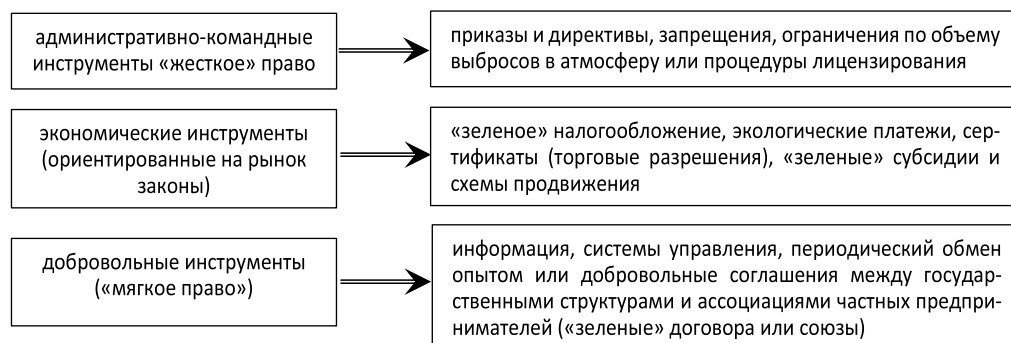 административно-командные
инструменты «жесткое» право
приказы и директивы, запрещения, ограничения по объему
выбросов в атмосферу или процедуры лицензирования
экономические инструменты
(ориентированные на рынок
законы)
«зеленое» налогообложение, экологические платежи, сер-
тификаты (торговые разрешения), «зеленые» субсидии и
схемы продвижения
добровольные инструменты
(«мягкое право»)
информация, системы управления, периодический обмен
опытом или добровольные соглашения между государ-
ственными структурами и ассоциациями частных предпри-
нимателей («зеленые» договора или союзы)